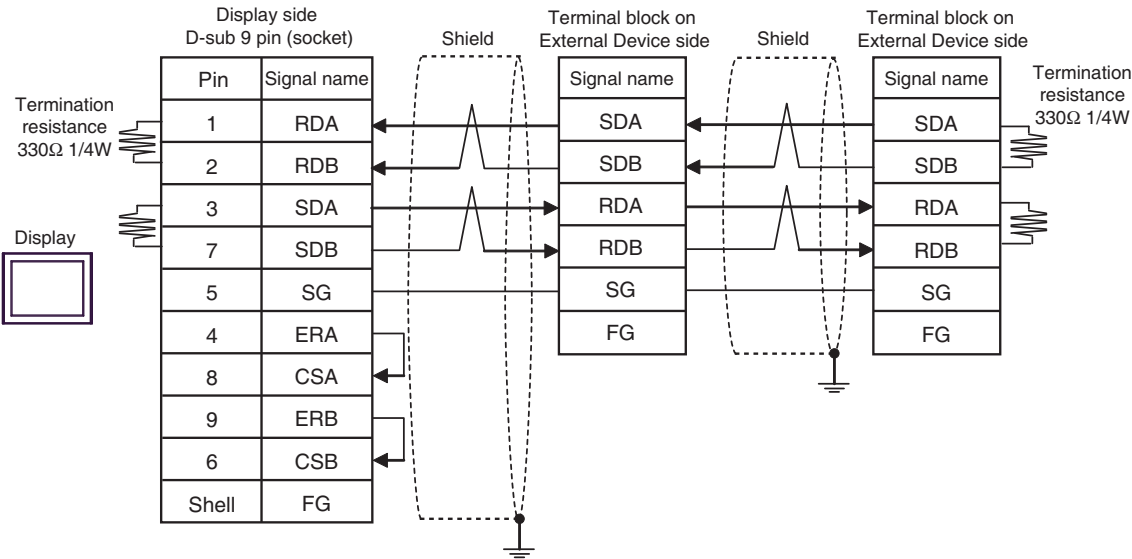 Display side
D-sub 9 pin (socket)
Shield
Terminal block on
External Device side
Shield
Terminal block on
External Device side
Termination
resistance
330Ω 1/4W
Termination
resistance
330Ω 1/4W
Display
Pin Signal name
1 RDA
2 RDB
3 SDA
7 SDB
5 SG
4 ERA
8 CSA
9 ERB
6 CSB
Shell FG
Signal name
SDA
SDB
RDA
RDB
SG
FG
Signal name
SDA
SDB
RDA
RDB
SG
FG